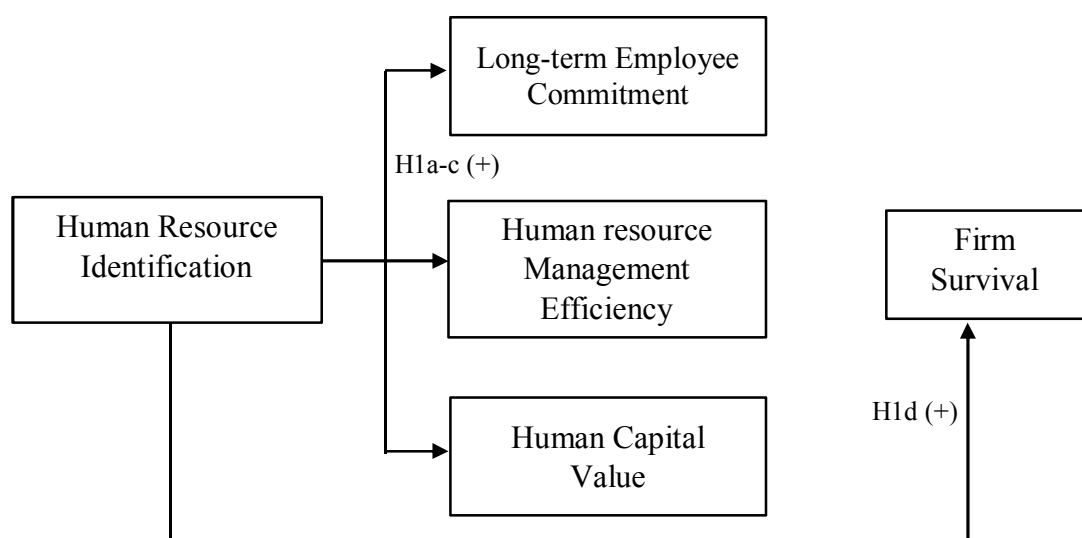 Long-term Employee
Commitment
H1a-c (+)
Human Resource
Identification
Human resource
Management
Efficiency
Firm
Survival
H1d (+)
Human Capital
Value